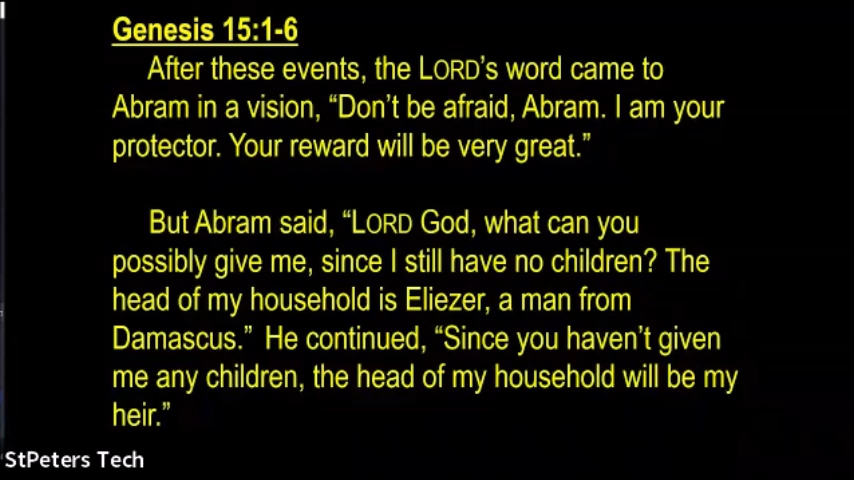 Genesis 15:1-6
After these events, the LORD’s word came to
Abram in a vision, “Don’t be afraid, Abram. I am your
protector. Your reward will be very great.”
But Abram said, “LORD God, what can you
possibly give me, since I still have no children? The
head of my household is Eliezer, a man from
Damascus.” He continued, “Since you haven’t given
me any children, the head of my household will be my
heir.”
StPeters Tech